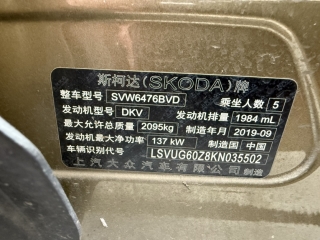 斯柯达(SKODA)牌
整车型号 SVW6476BVD 乘坐人数 5
发动机型号 DKV 发动机排量 1984 mL
最大允许总质量 2095kg 制造年月 2019-09
发动机最大净功率 137 kW 制造国 中国
车辆识别代号 LSVUG60Z8KN035502
上汽大众汽车有限公司 制造